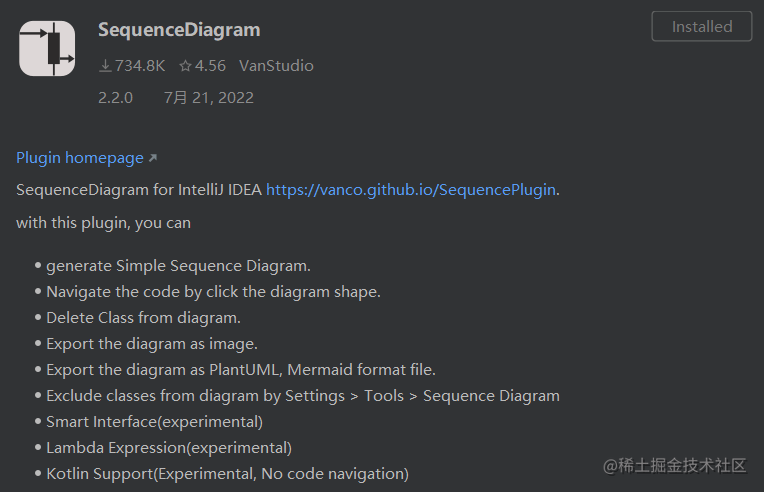 SequenceDiagram
Installed
734.8K 4.56 VanStudio
2.2.0 7月 21, 2022
Plugin homepage
SequenceDiagram for IntelliJ IDEA https://vanco.github.io/SequencePlugin.
with this plugin, you can
• generate Simple Sequence Diagram.
• Navigate the code by click the diagram shape.
• Delete Class from diagram.
• Export the diagram as image.
• Export the diagram as PlantUML, Mermaid format file.
• Exclude classes from diagram by Settings > Tools > Sequence Diagram
• Smart Interface(experimental)
• Lambda Expression(experimental)
• Kotlin Support(Experimental, No code navigation)
@稀土掘金技术社区